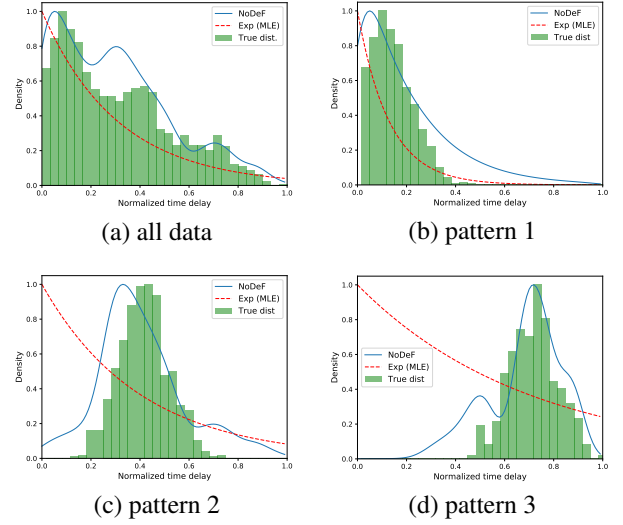 NoDeF
Exp (MLE)
True dist.
Density
1.0
0.8
0.6
0.4
0.2
0.0
0.0 0.2 0.4 0.6 0.8 1.0
Normalized time delay
(a) all data
NoDeF
Exp (MLE)
True dist
Density
1.0
0.8
0.6
0.4
0.2
0.0
0.0 0.2 0.4 0.6 0.8 1.0
Normalized time delay
(b) pattern 1
NoDeF
Exp (MLE)
True dist
Density
1.0
0.8
0.6
0.4
0.2
0.0
0.0 0.2 0.4 0.6 0.8 1.0
Normalized time delay
(c) pattern 2
NoDeF
Exp (MLE)
True dist
Density
1.0
0.8
0.6
0.4
0.2
0.0
0.0 0.2 0.4 0.6 0.8 1.0
Normalized time delay
(d) pattern 3